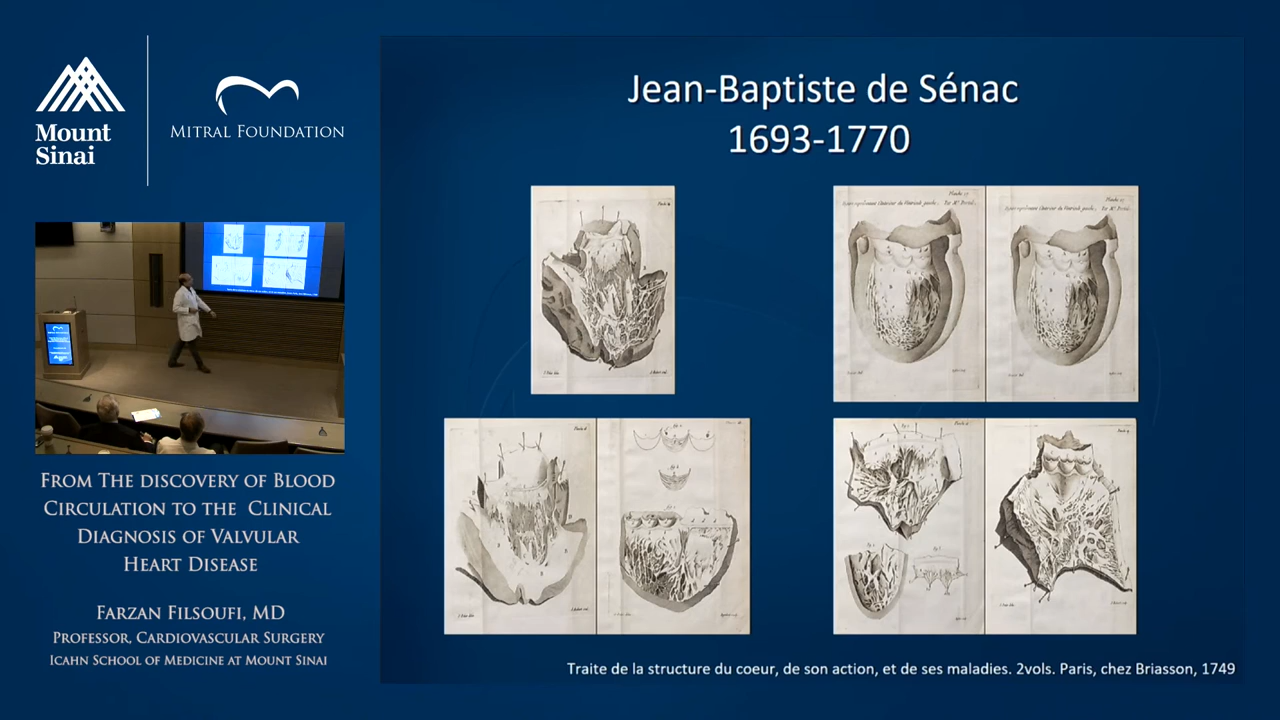 Mount
Sinai
MITRAL FOUNDATION
FROM THE DISCOVERY OF BLOOD
CIRCULATION TO THE CLINICAL
DIAGNOSIS OF VALVULAR
HEART DISEASE
FARZAN FILSOUFI, MD
PROFESSOR, CARDIOVASCULAR SURGERY
ICAHN SCHOOL OF MEDICINE AT MOUNT SINAI
Jean-Baptiste de Sénac
1693-1770
Traite de la structure du coeur, de son action, et de ses maladies. 2vols. Paris, chez Briasson, 1749